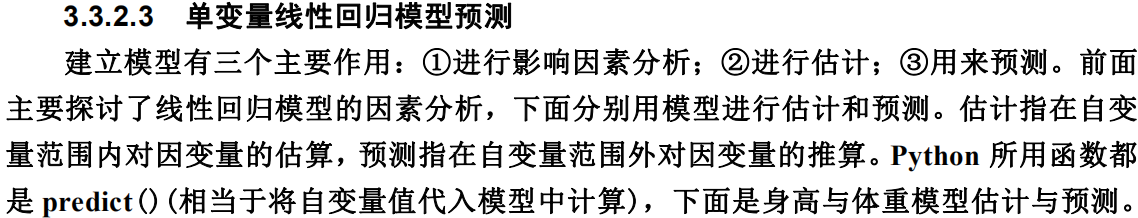 3.3.2.3 单变量线性回归模型预测
建立模型有三个主要作用：①进行影响因素分析；②进行估计；③用来预测。前面
主要探讨了线性回归模型的因素分析，下面分别用模型进行估计和预测。估计指在自变
量范围内对因变量的估算，预测指在自变量范围外对因变量的推算。Python 所用函数都
是 predict()(相当于将自变量值代入模型中计算)，下面是身高与体重模型估计与预测。